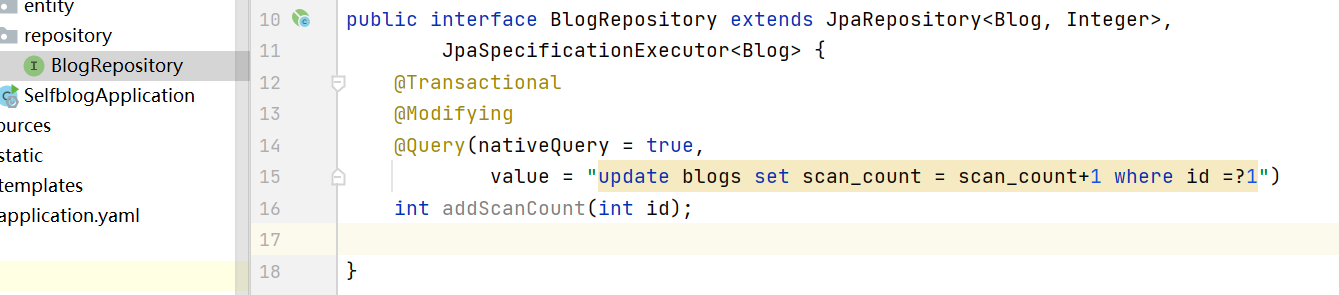 entity
repository
I BlogRepository
SelfblogApplication
ources
static
templates
application.yaml
10 public interface BlogRepository extends JpaRepository<Blog, Integer>,
11 JpaSpecificationExecutor<Blog> {
12 @Transactional
13 @Modifying
14 @Query(nativeQuery = true,
15 value = "update blogs set scan_count = scan_count+1 where id =?1")
16 int addScanCount(int id);
17
18 }